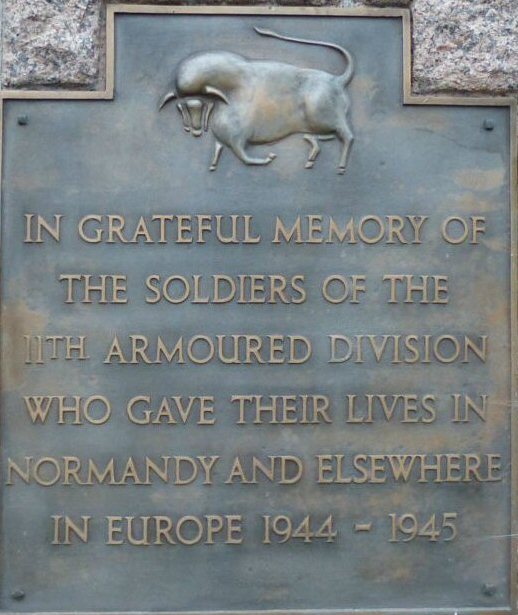 IN GRATEFUL MEMORY OF
THE SOLDIERS OF THE
11TH ARMOURED DIVISION
WHO GAVE THEIR LIVES IN
NORMANDY AND ELSEWHERE
IN EUROPE 1944 - 1945